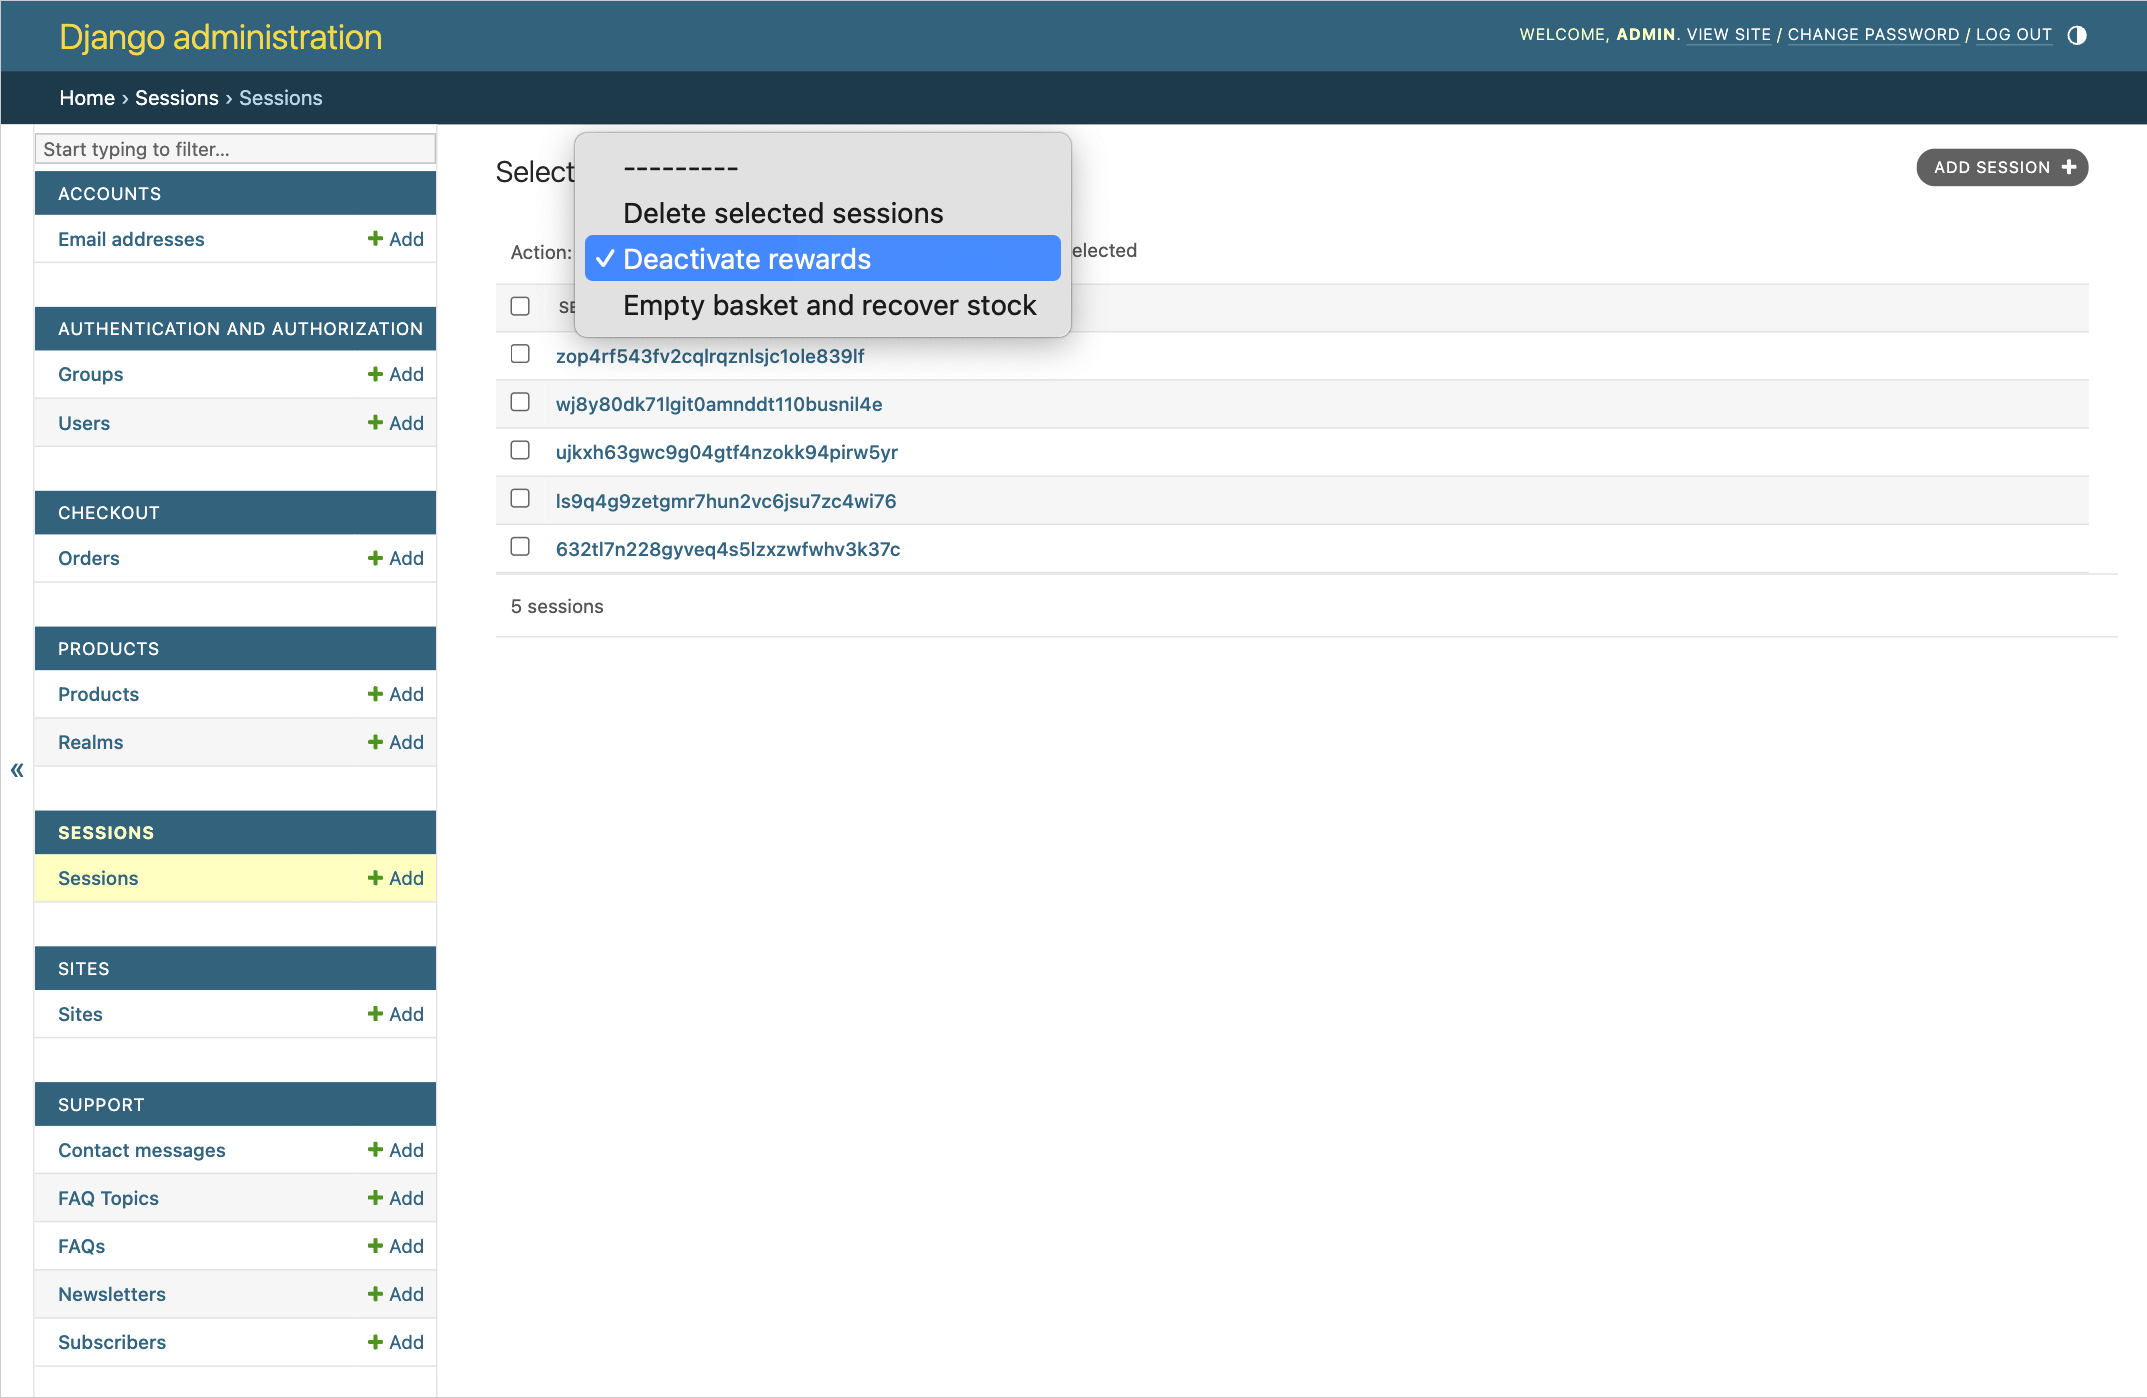 Django administration
WELCOME, ADMIN. VIEW SITE / CHANGE PASSWORD / LOG OUT
Home › Sessions › Sessions
Start typing to filter...
ACCOUNTS
Email addresses + Add
AUTHENTICATION AND AUTHORIZATION
Groups + Add
Users + Add
CHECKOUT
Orders + Add
PRODUCTS
Products + Add
Realms + Add
«
SESSIONS
Sessions + Add
SITES
Sites + Add
SUPPORT
Contact messages + Add
FAQ Topics + Add
FAQs + Add
Newsletters + Add
Subscribers + Add
Select
ADD SESSION +
---------
Delete selected sessions
Action:
✓ Deactivate rewards
elected
Empty basket and recover stock
zop4rf543fv2cqlrqznlsjc1ole839lf
wj8y80dk71lgit0amnddt110busnil4e
ujkxh63gwc9g04gtf4nzokk94pirw5yr
ls9q4g9zetgmr7hun2vc6jsu7zc4wi76
632tl7n228gyveq4s5lzxzwfwhv3k37c
5 sessions